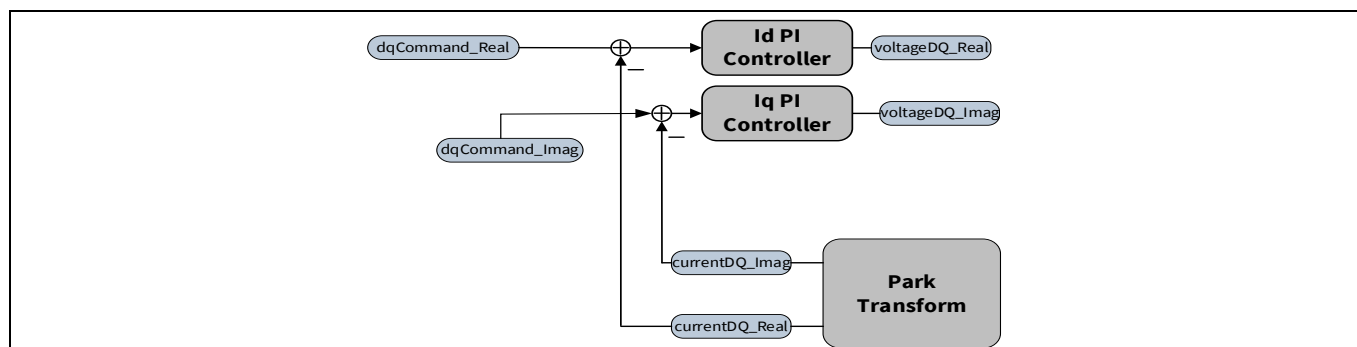 dqCommand_Real
Id PI
Controller
voltageDQ_Real
Iq PI
Controller
voltageDQ_Imag
dqCommand_Imag
currentDQ_Imag
Park
Transform
currentDQ_Real